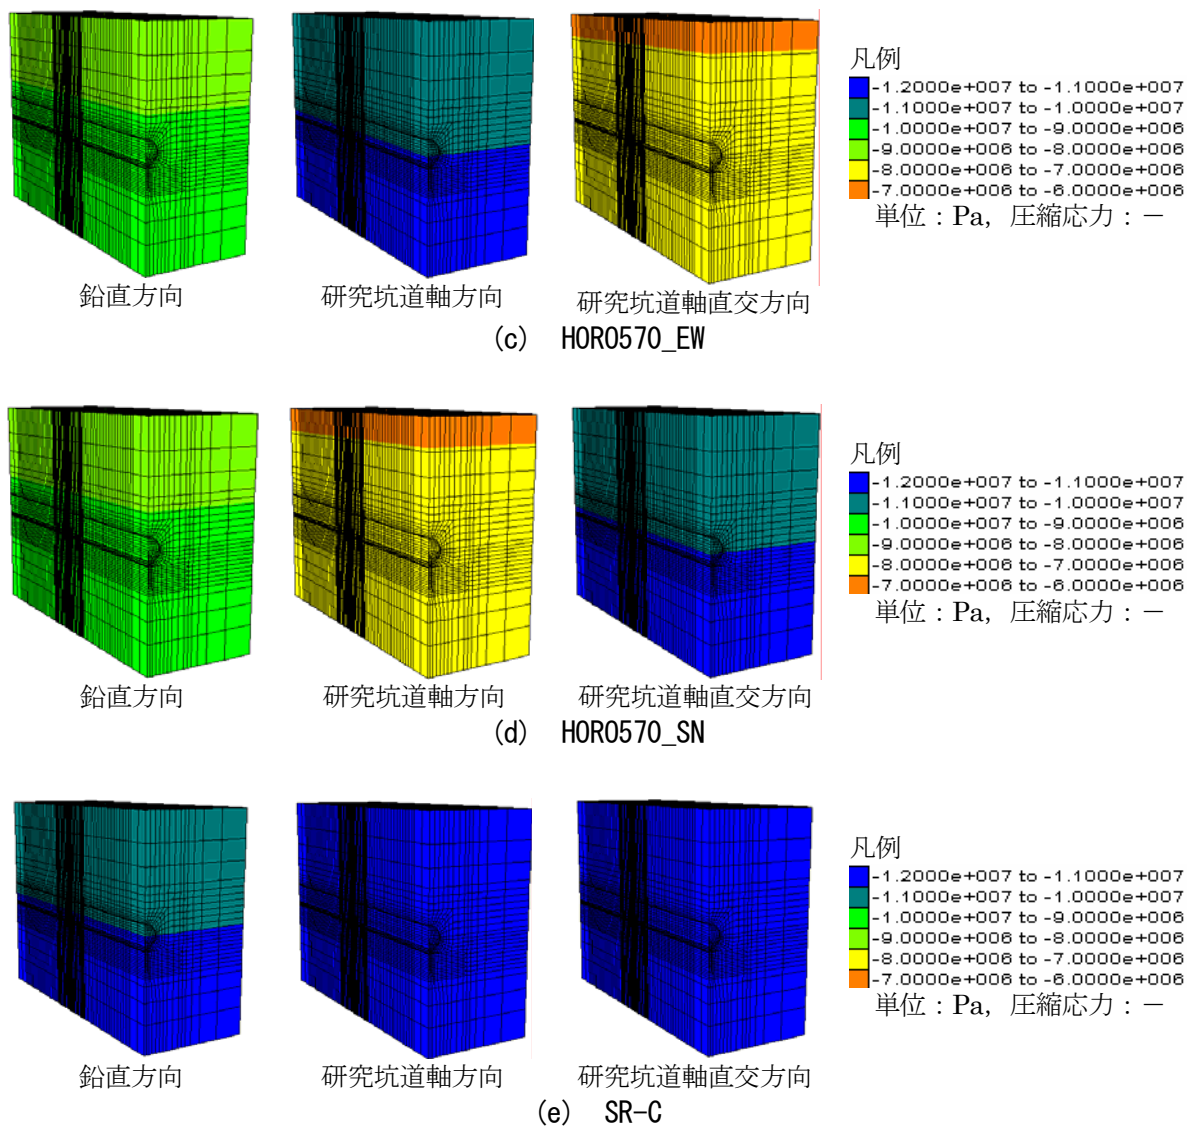 凡例
-1.2000e+007 to -1.1000e+007
-1.1000e+007 to -1.0000e+007
-1.0000e+007 to -9.0000e+006
-9.0000e+006 to -8.0000e+006
-8.0000e+006 to -7.0000e+006
-7.0000e+006 to -6.0000e+006
単位：Pa, 圧縮応力：－
鉛直方向
研究坑道軸方向
研究坑道軸直交方向
(c) HORO570_EW
凡例
-1.2000e+007 to -1.1000e+007
-1.1000e+007 to -1.0000e+007
-1.0000e+007 to -9.0000e+006
-9.0000e+006 to -8.0000e+006
-8.0000e+006 to -7.0000e+006
-7.0000e+006 to -6.0000e+006
単位：Pa, 圧縮応力：－
鉛直方向
研究坑道軸方向
研究坑道軸直交方向
(d) HORO570_SN
凡例
-1.2000e+007 to -1.1000e+007
-1.1000e+007 to -1.0000e+007
-1.0000e+007 to -9.0000e+006
-9.0000e+006 to -8.0000e+006
-8.0000e+006 to -7.0000e+006
-7.0000e+006 to -6.0000e+006
単位：Pa, 圧縮応力：－
鉛直方向
研究坑道軸方向
研究坑道軸直交方向
(e) SR-C